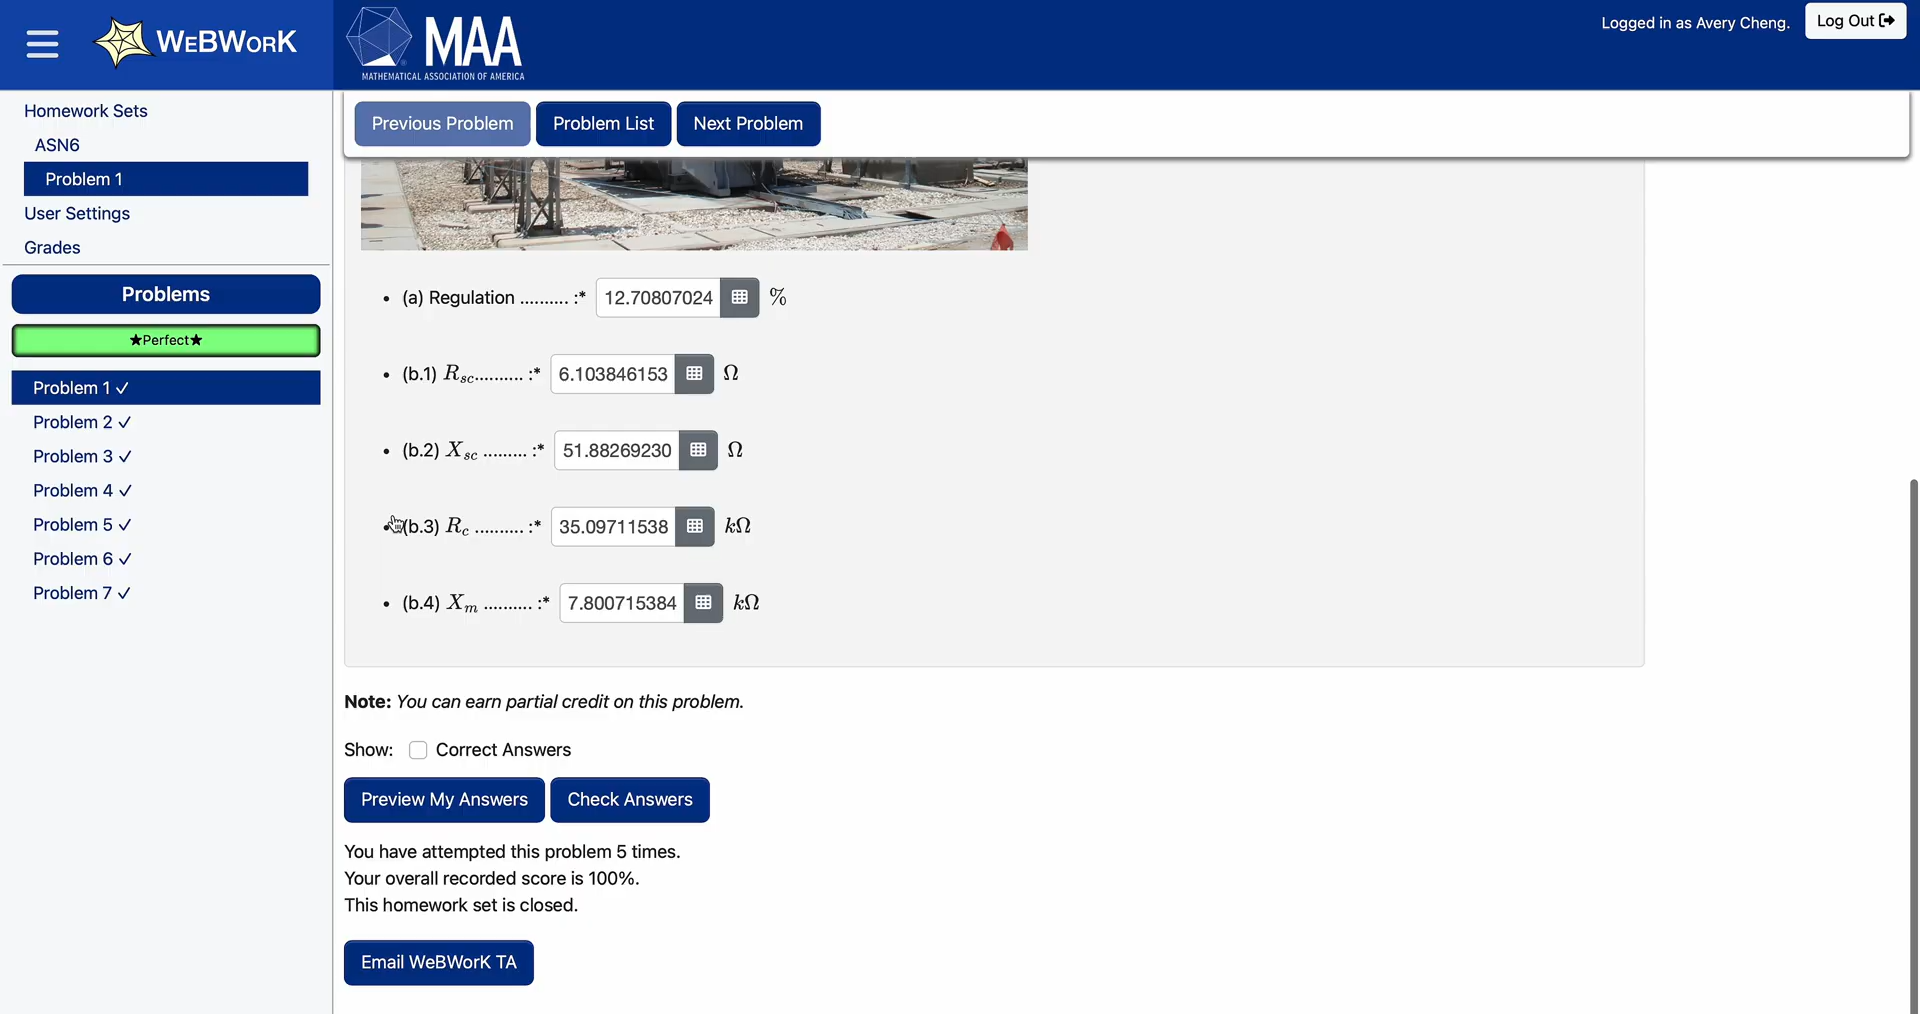 WeBWorK
MAA
MATHEMATICAL ASSOCIATION OF AMERICA
Logged in as Avery Cheng.
Log Out
Homework Sets
ASN6
Problem 1
User Settings
Grades
Problems
★Perfect★
Problem 1 ✓
Problem 2 ✓
Problem 3 ✓
Problem 4 ✓
Problem 5 ✓
Problem 6 ✓
Problem 7 ✓
Previous Problem
Problem List
Next Problem
• (a) Regulation .......... :* 12.70807024 %
• (b.1) Rsc.......... :* 6.103846153 Ω
• (b.2) Xsc ......... :* 51.88269230 Ω
• (b.3) Rc .......... :* 35.09711538 kΩ
• (b.4) Xm .......... :* 7.800715384 kΩ
Note: You can earn partial credit on this problem.
Show: Correct Answers
Preview My Answers
Check Answers
You have attempted this problem 5 times.
Your overall recorded score is 100%.
This homework set is closed.
Email WeBWorK TA